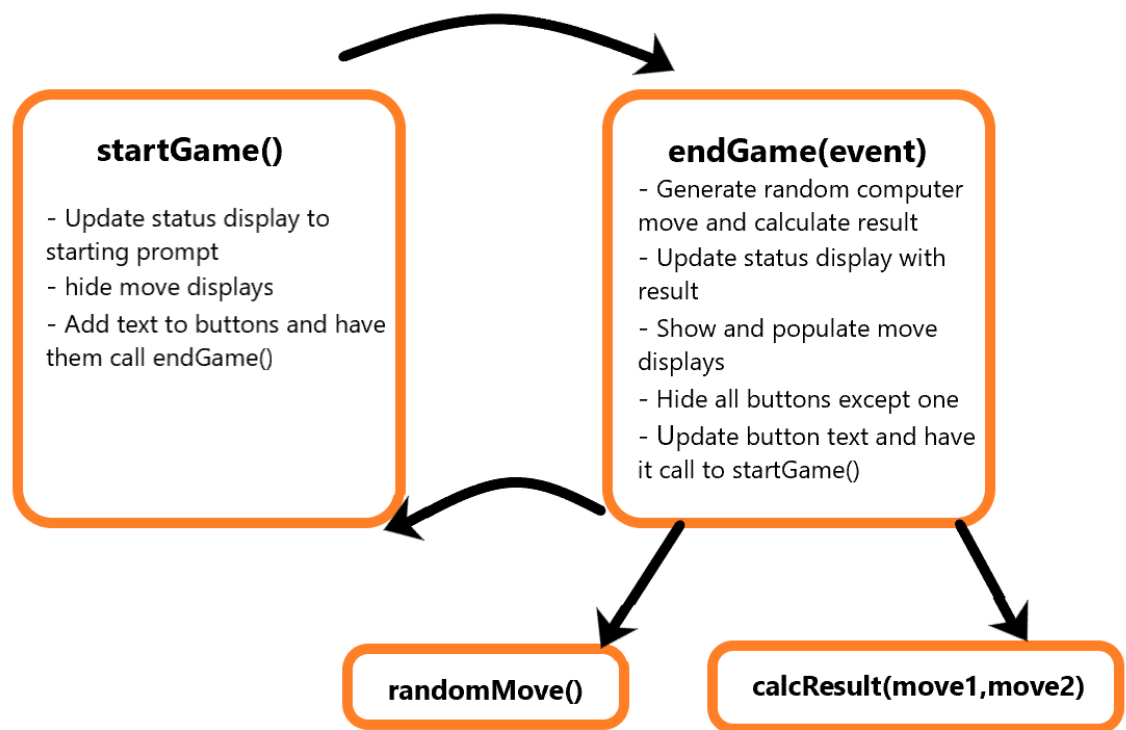 startGame()
- Update status display to
starting prompt
- hide move displays
- Add text to buttons and have
them call endGame()
endGame(event)
- Generate random computer
move and calculate result
- Update status display with
result
- Show and populate move
displays
- Hide all buttons except one
- Update button text and have
it call to startGame()
randomMove()
calcResult(move1,move2)